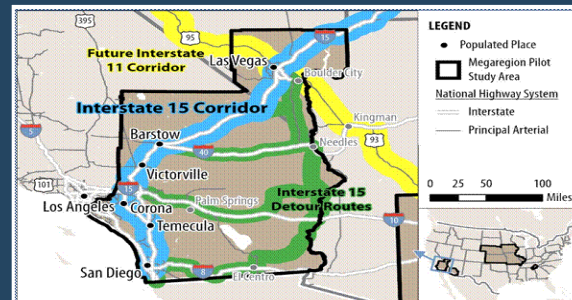 395
95
Future Interstate
11 Corridor
15
Las Vegas
Boulder City
Interstate 15 Corridor
Kingman
93
Barstow
40
Needles
Victorville
5
101
15
Palm Springs
Interstate 15
Detour Routes
Los Angeles
Corona
10
Temecula
San Diego
8
El Centro
LEGEND
Populated Place
Megaregion Pilot
Study Area
National Highway System
Interstate
Principal Arterial
0 25 50 100
Miles